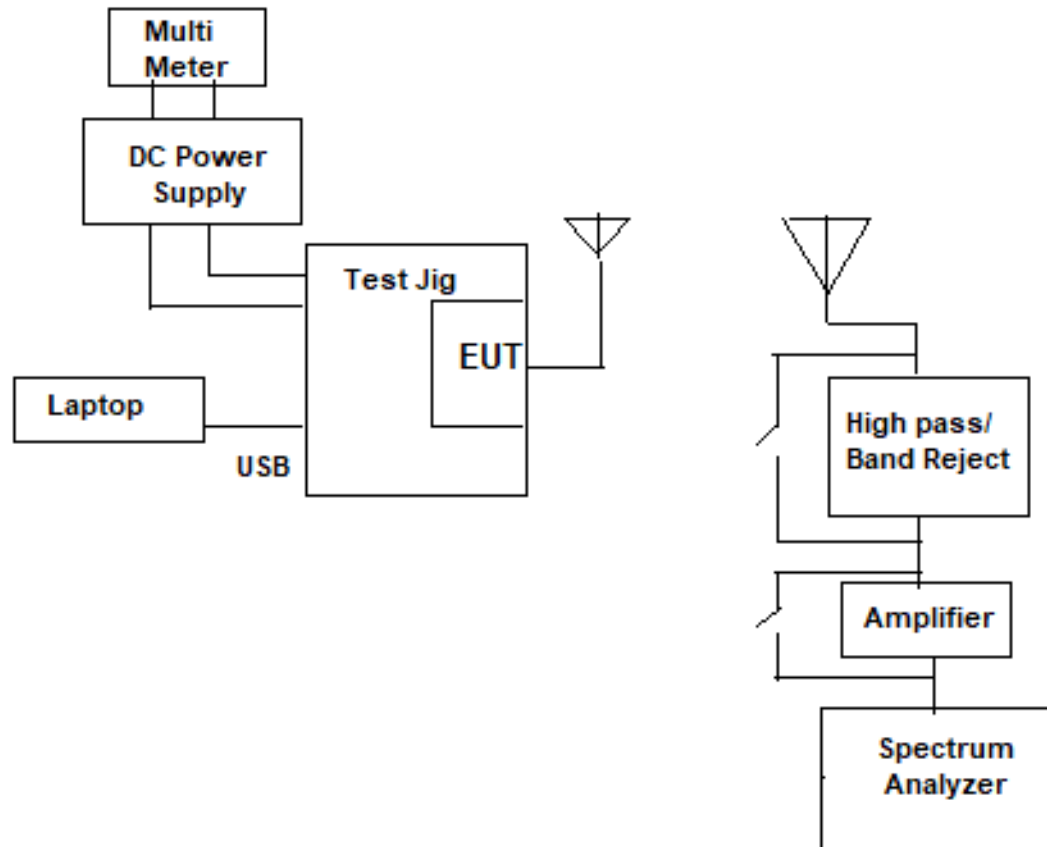 Multi
Meter
DC Power
Supply
Test Jig
EUT
Laptop
USB
High pass/
Band Reject
Amplifier
Spectrum
Analyzer